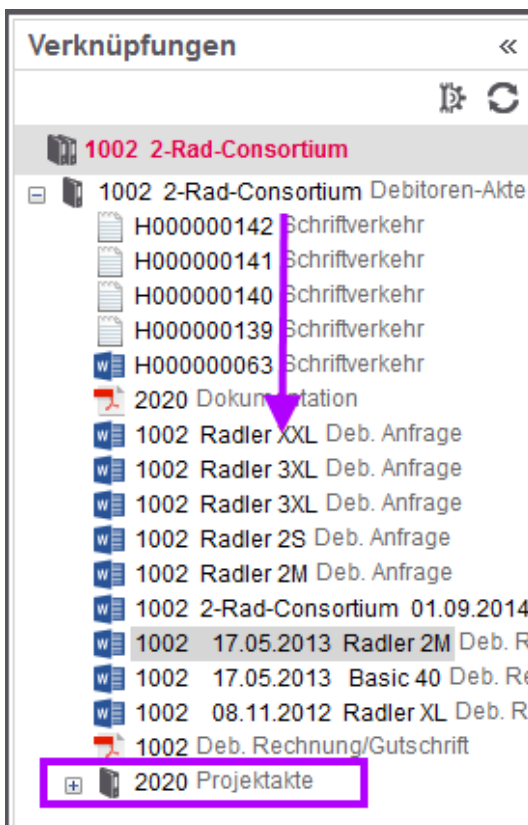 Verknüpfungen «
1002 2-Rad-Consortium
1002 2-Rad-Consortium Debitoren-Akte
H000000142 Schriftverkehr
H000000141 Schriftverkehr
H000000140 Schriftverkehr
H000000139 Schriftverkehr
H000000063 Schriftverkehr
2020 Dokumentation
1002 Radler XXL Deb. Anfrage
1002 Radler 3XL Deb. Anfrage
1002 Radler 3XL Deb. Anfrage
1002 Radler 2S Deb. Anfrage
1002 Radler 2M Deb. Anfrage
1002 2-Rad-Consortium 01.09.2014
1002 17.05.2013 Radler 2M Deb. R
1002 17.05.2013 Basic 40 Deb. Re
1002 08.11.2012 Radler XL Deb. R
1002 Deb. Rechnung/Gutschrift
2020 Projektakte